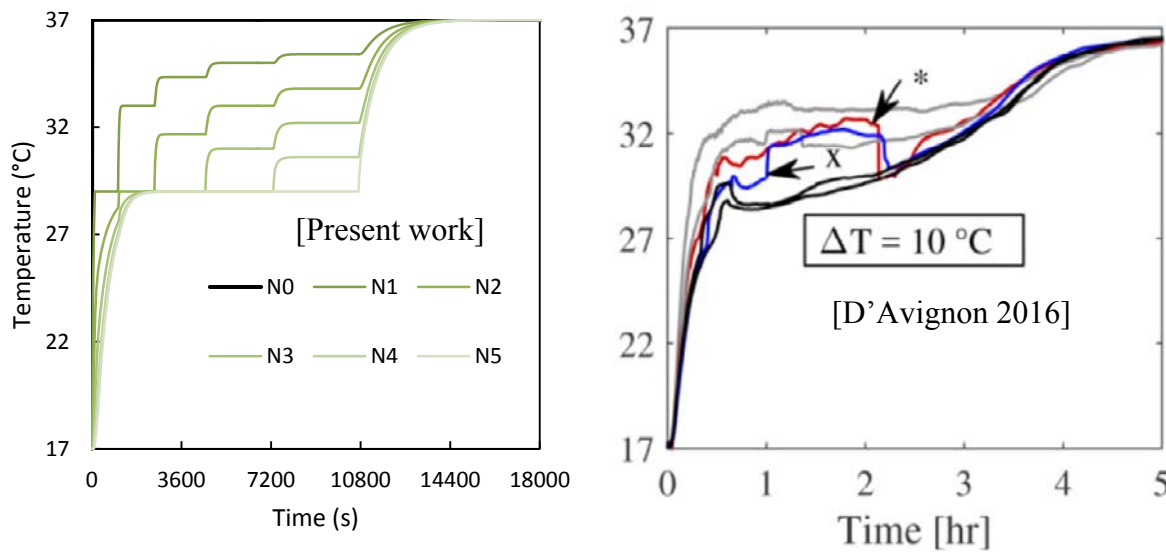 Temperature (°C)
37
32
27
22
17
[Present work]
N0 N1 N2
N3 N4 N5
0 3600 7200 10800 14400 18000
Time (s)
37
32
27
22
17
*
x
ΔT = 10 °C
[D’Avignon 2016]
0 1 2 3 4 5
Time [hr]